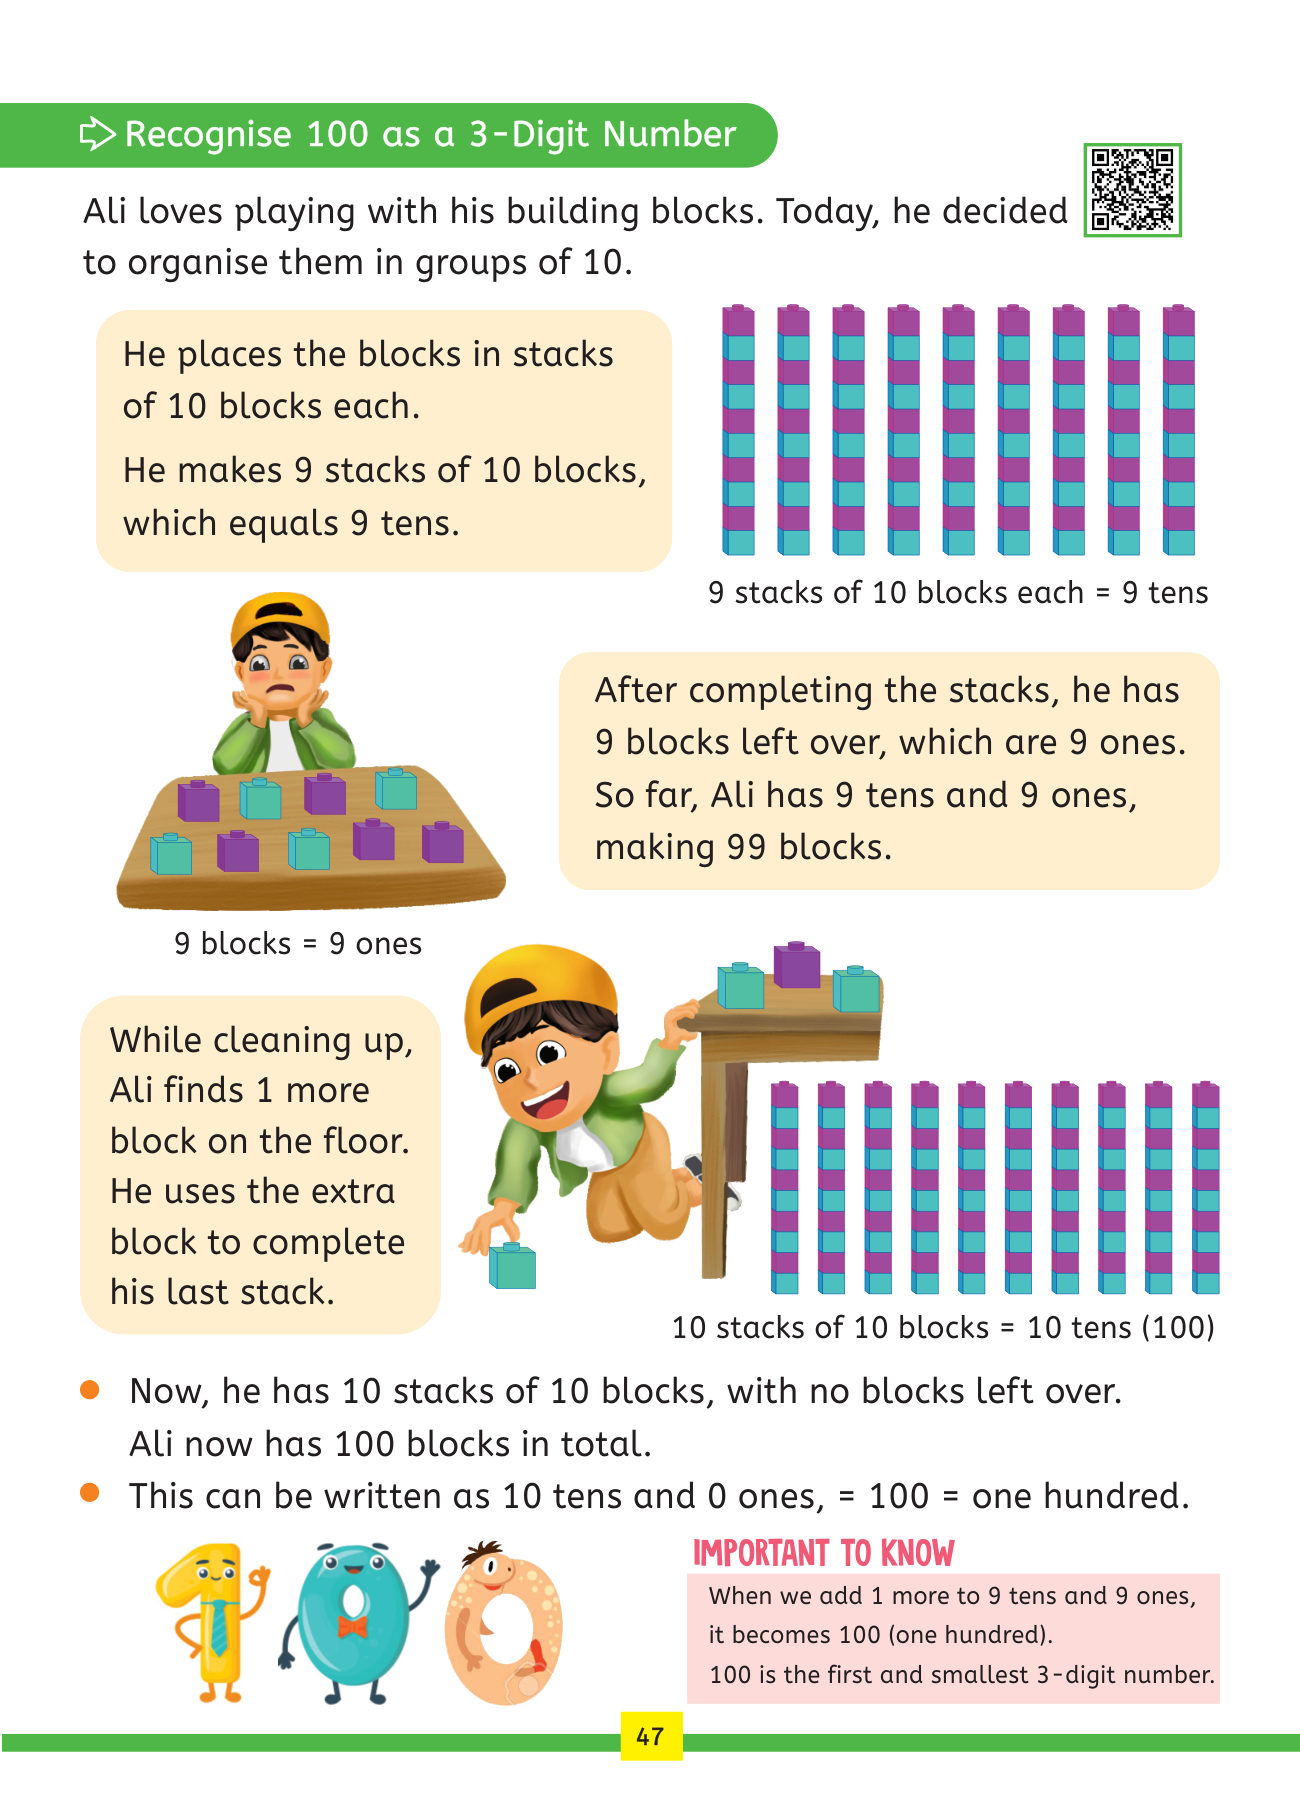 Recognise 100 as a 3-Digit Number
Ali loves playing with his building blocks. Today, he decided
to organise them in groups of 10.
He places the blocks in stacks
of 10 blocks each.
He makes 9 stacks of 10 blocks,
which equals 9 tens.
9 stacks of 10 blocks each = 9 tens
After completing the stacks, he has
9 blocks left over, which are 9 ones.
So far, Ali has 9 tens and 9 ones,
making 99 blocks.
9 blocks = 9 ones
While cleaning up,
Ali finds 1 more
block on the floor.
He uses the extra
block to complete
his last stack.
10 stacks of 10 blocks = 10 tens (100)
Now, he has 10 stacks of 10 blocks, with no blocks left over.
Ali now has 100 blocks in total.
This can be written as 10 tens and 0 ones, = 100 = one hundred.
100
IMPORTANT TO KNOW
When we add 1 more to 9 tens and 9 ones,
it becomes 100 (one hundred).
100 is the first and smallest 3-digit number.
47